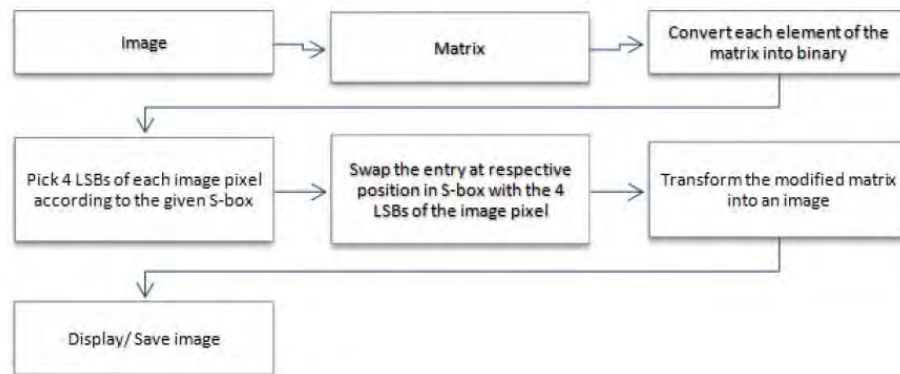 Image
Matrix
Convert each element of the
matrix into binary
Pick 4 LSBs of each image pixel
according to the given S-box
Swap the entry at respective
position in S-box with the 4
LSBs of the image pixel
Transform the modified matrix
into an image
Display/ Save image